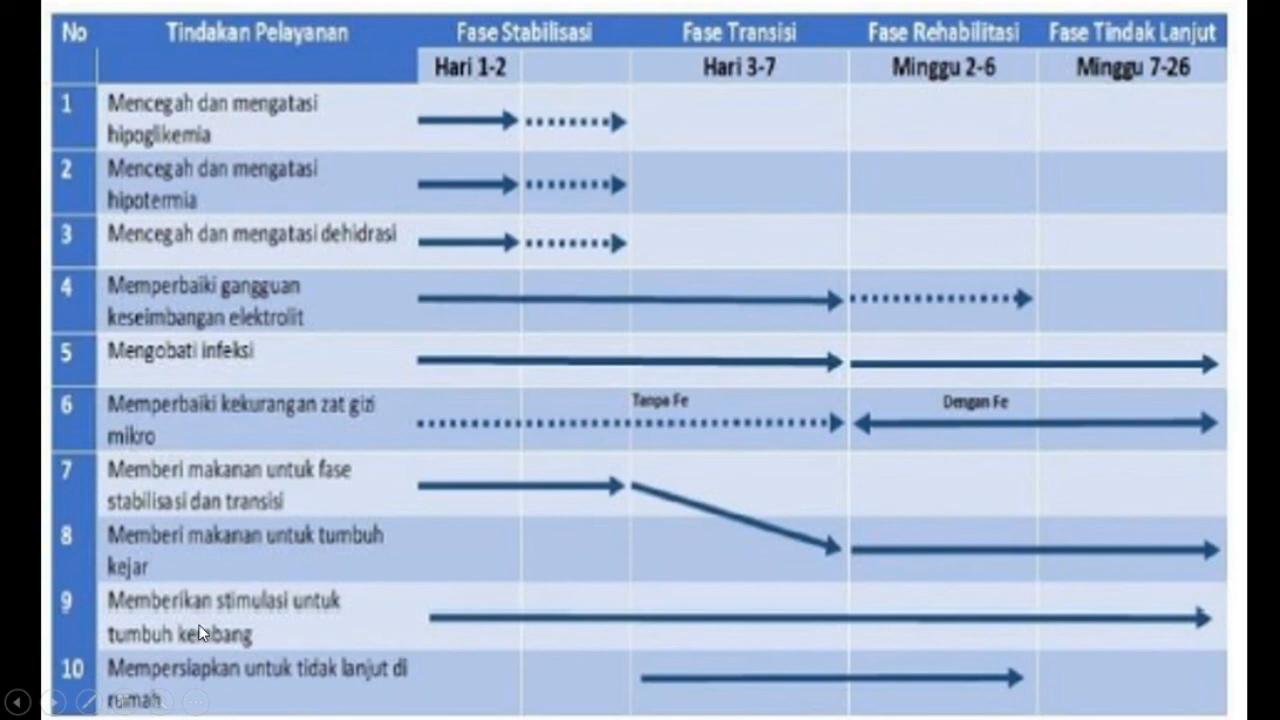 No Tindakan Pelayanan Fase Stabilisasi Fase Transisi Fase Rehabilitasi Fase Tindak Lanjut
Hari 1-2 Hari 3-7 Minggu 2-6 Minggu 7-26
1 Mencegah dan mengatasi
hipoglikemia
2 Mencegah dan mengatasi
hipotermia
3 Mencegah dan mengatasi dehidrasi
4 Memperbaiki gangguan
keseimbangan elektrolit
5 Mengobati infeksi
6 Memperbaiki kekurangan zat gizi
mikro
Tanpa Fe Dengan Fe
7 Memberi makanan untuk fase
stabilisasi dan transisi
8 Memberi makanan untuk tumbuh
kejar
9 Memberikan stimulasi untuk
tumbuh kembang
10 Mempersiapkan untuk tidak lanjut di
rumah